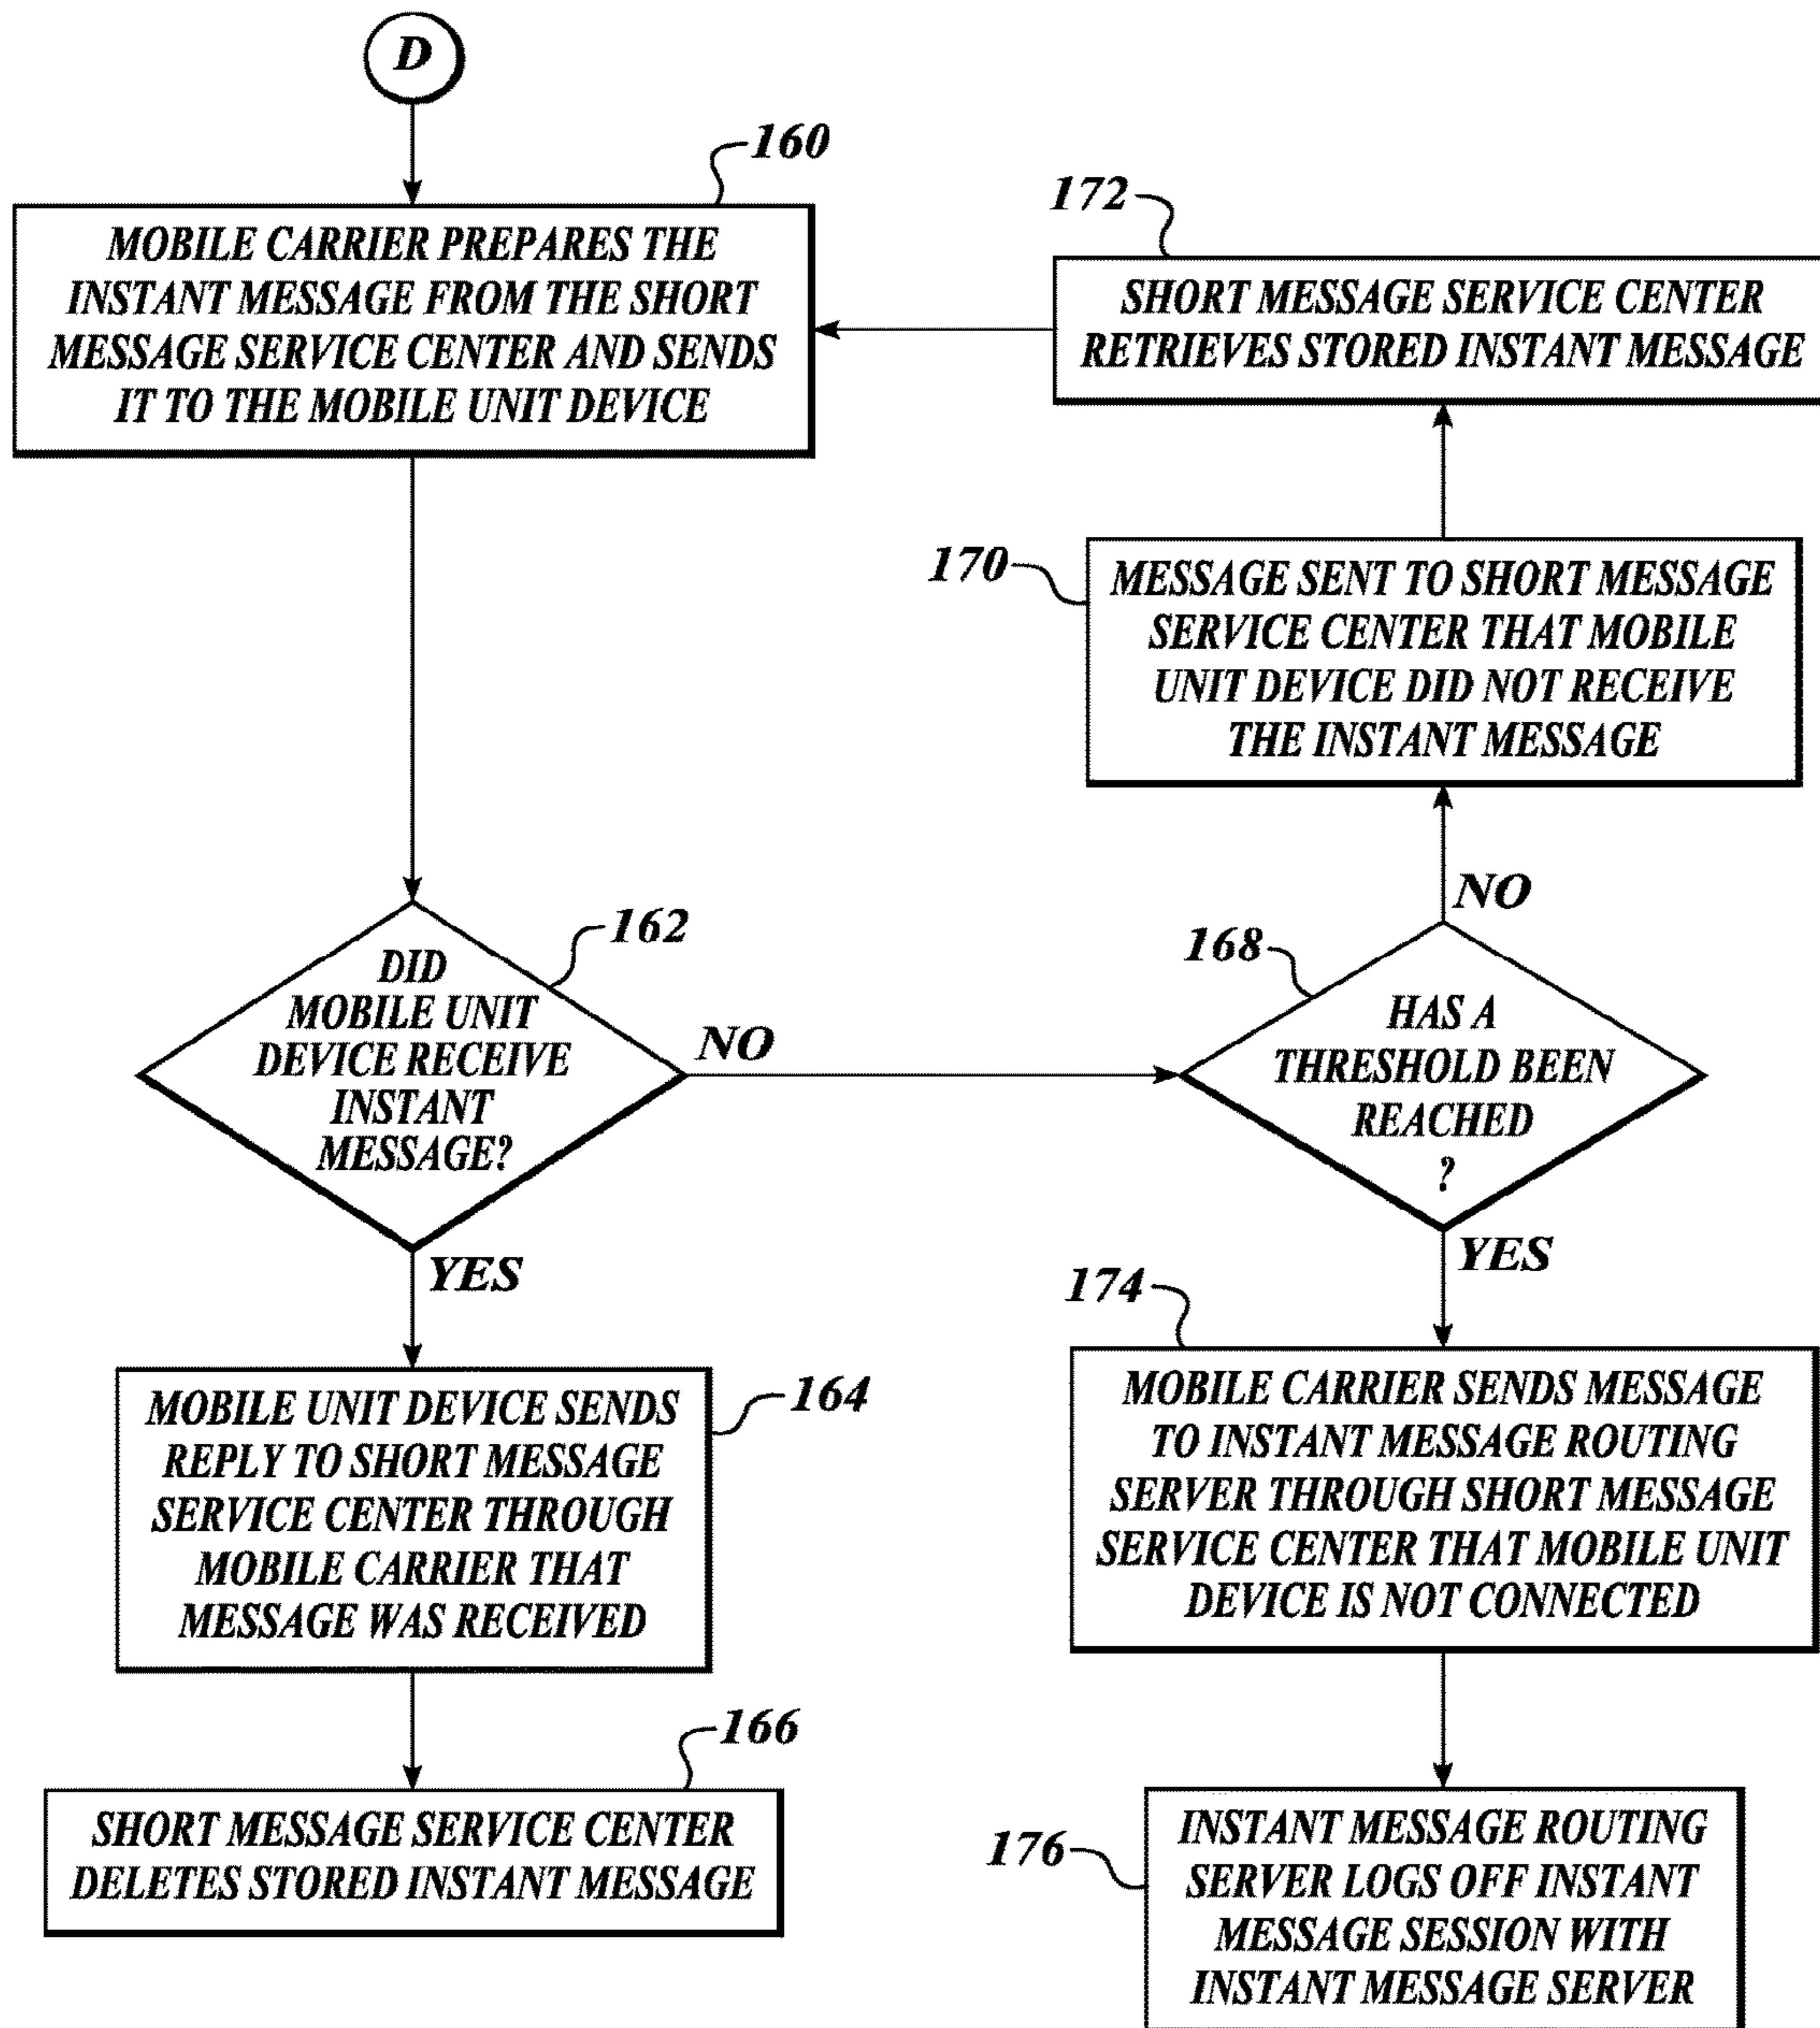 D
160
MOBILE CARRIER PREPARES THE
INSTANT MESSAGE FROM THE SHORT
MESSAGE SERVICE CENTER AND SENDS
IT TO THE MOBILE UNIT DEVICE
172
SHORT MESSAGE SERVICE CENTER
RETRIEVES STORED INSTANT MESSAGE
170
MESSAGE SENT TO SHORT MESSAGE
SERVICE CENTER THAT MOBILE
UNIT DEVICE DID NOT RECEIVE
THE INSTANT MESSAGE
NO
162
DID
MOBILE UNIT
DEVICE RECEIVE
INSTANT
MESSAGE?
NO
168
HAS A
THRESHOLD BEEN
REACHED
?
YES
YES
164
MOBILE UNIT DEVICE SENDS
REPLY TO SHORT MESSAGE
SERVICE CENTER THROUGH
MOBILE CARRIER THAT
MESSAGE WAS RECEIVED
174
MOBILE CARRIER SENDS MESSAGE
TO INSTANT MESSAGE ROUTING
SERVER THROUGH SHORT MESSAGE
SERVICE CENTER THAT MOBILE UNIT
DEVICE IS NOT CONNECTED
166
SHORT MESSAGE SERVICE CENTER
DELETES STORED INSTANT MESSAGE
176
INSTANT MESSAGE ROUTING
SERVER LOGS OFF INSTANT
MESSAGE SESSION WITH
INSTANT MESSAGE SERVER